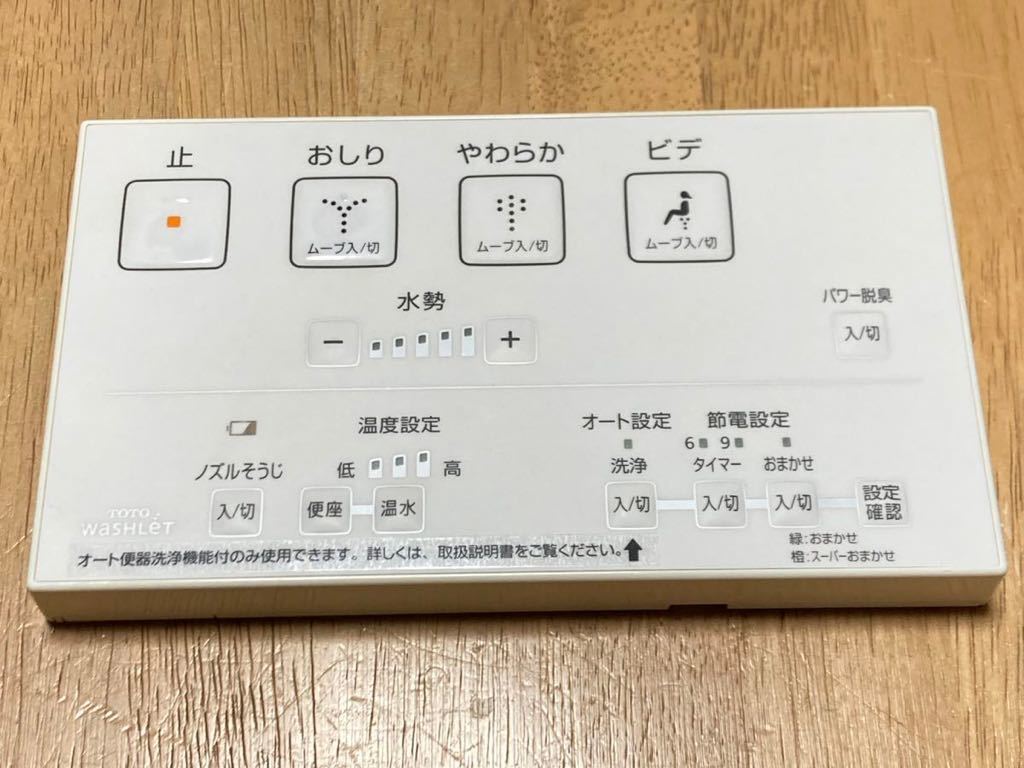 止 おしり やわらか ビデ
ムーブ入/切 ムーブ入/切 ムーブ入/切
水勢
− +
パワー脱臭
入/切
温度設定
低 高
ノズルそうじ
入/切 便座 温水
オート設定 節電設定
6 9
洗浄 タイマー おまかせ
入/切 入/切 入/切 設定確認
緑:おまかせ
橙:スーパーおまかせ
TOTO
WASHLET
オート便器洗浄機能付のみ使用できます。詳しくは、取扱説明書をご覧ください。↑